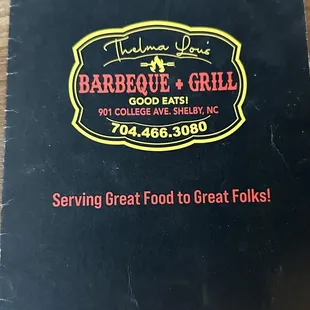 Thelma Lou's
BARBEQUE + GRILL
GOOD EATS!
901 COLLEGE AVE. SHELBY, NC
704.466.3080
Serving Great Food to Great Folks!